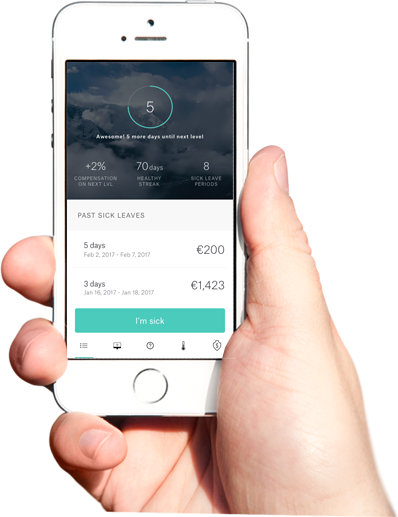 5
Awesome! 5 more days until next level
+2% 70 days 8
COMPENSATION HEALTHY SICK LEAVE
ON NEXT LVL STREAK PERIODS
PAST SICK LEAVES
5 days €200
Feb 2, 2017 - Feb 7, 2017
3 days €1,423
Jan 16, 2017 - Jan 18, 2017
I'm sick